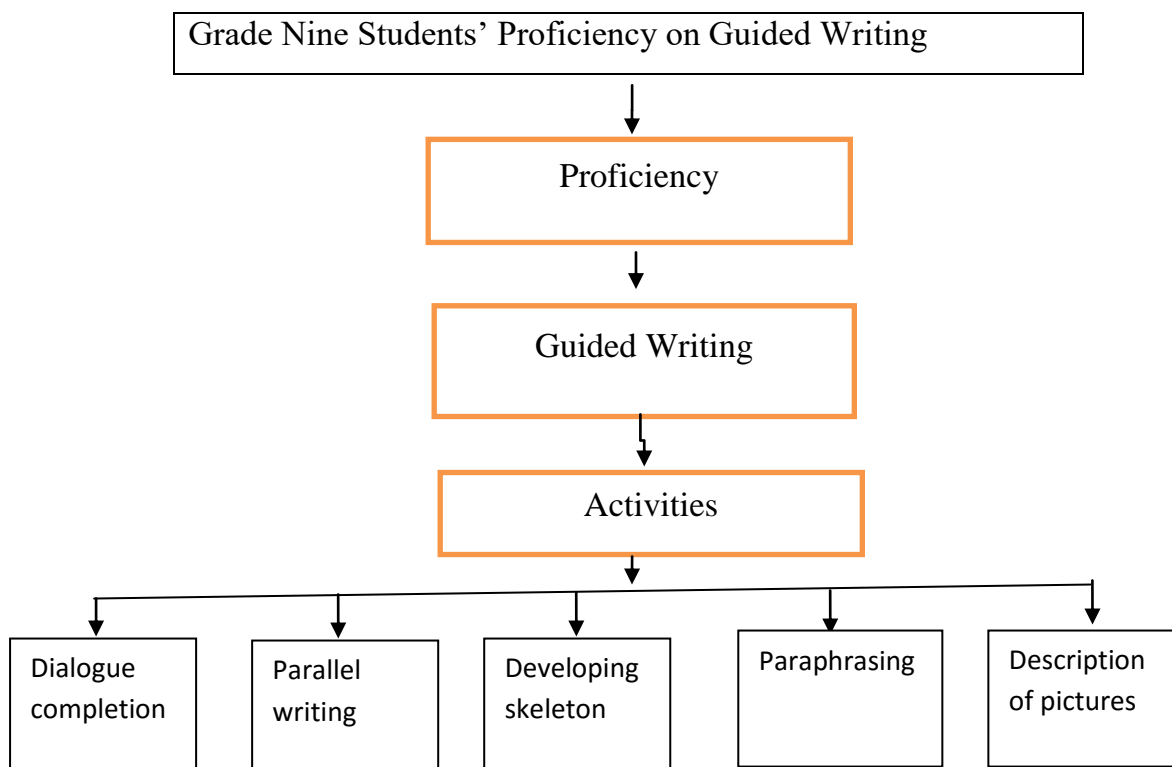 Grade Nine Students’ Proficiency on Guided Writing
Proficiency
Guided Writing
Activities
Dialogue
completion
Parallel
writing
Developing
skeleton
Paraphrasing
Description
of pictures